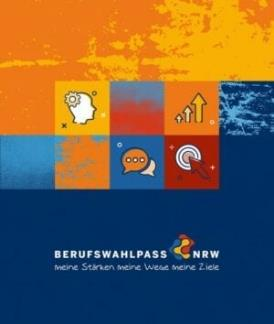 BERUFSWAHLPASS NRW
meine Stärken meine Wege meine Ziele